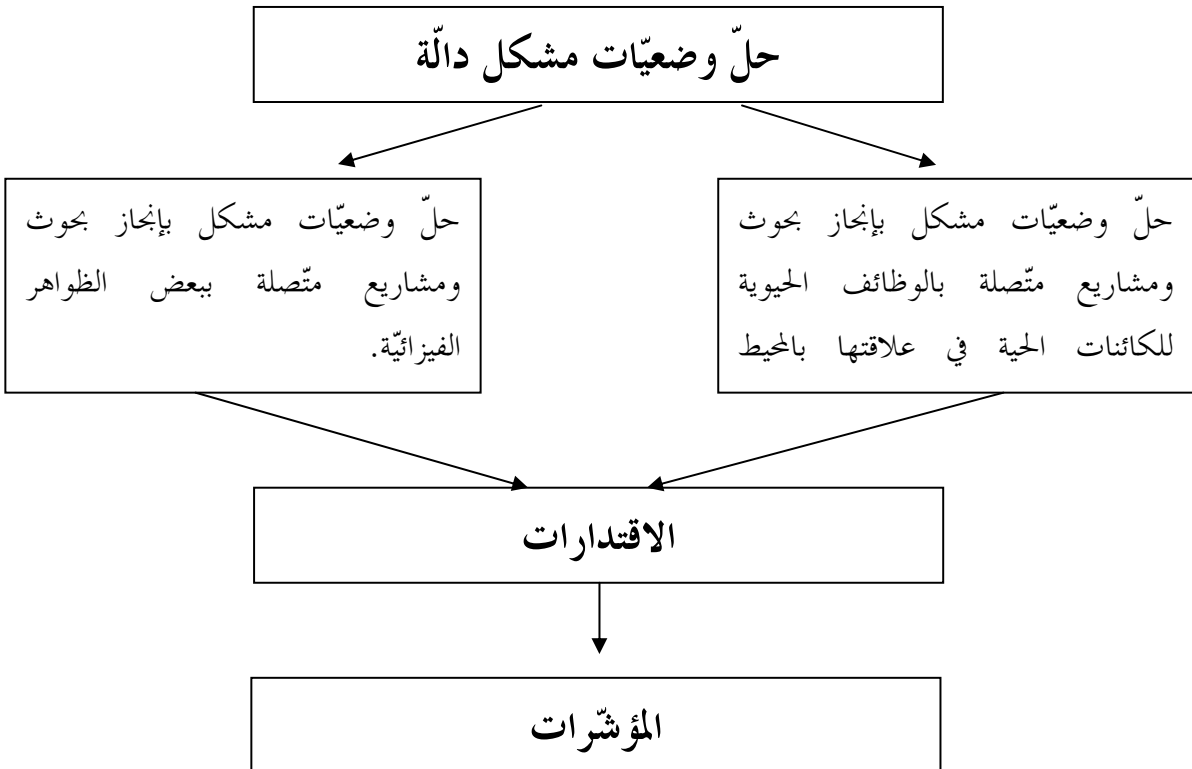 حلّ وضعيّات مشكل دالّة
حلّ وضعيّات مشكل بإنجاز بحوث
ومشاريع متّصلة بالوظائف الحيوية
للكائنات الحية في علاقتها بالمحيط
حلّ وضعيّات مشكل بإنجاز بحوث
ومشاريع متّصلة ببعض الظواهر
الفيزائيّة.
الاقتدارات
المؤشّرات